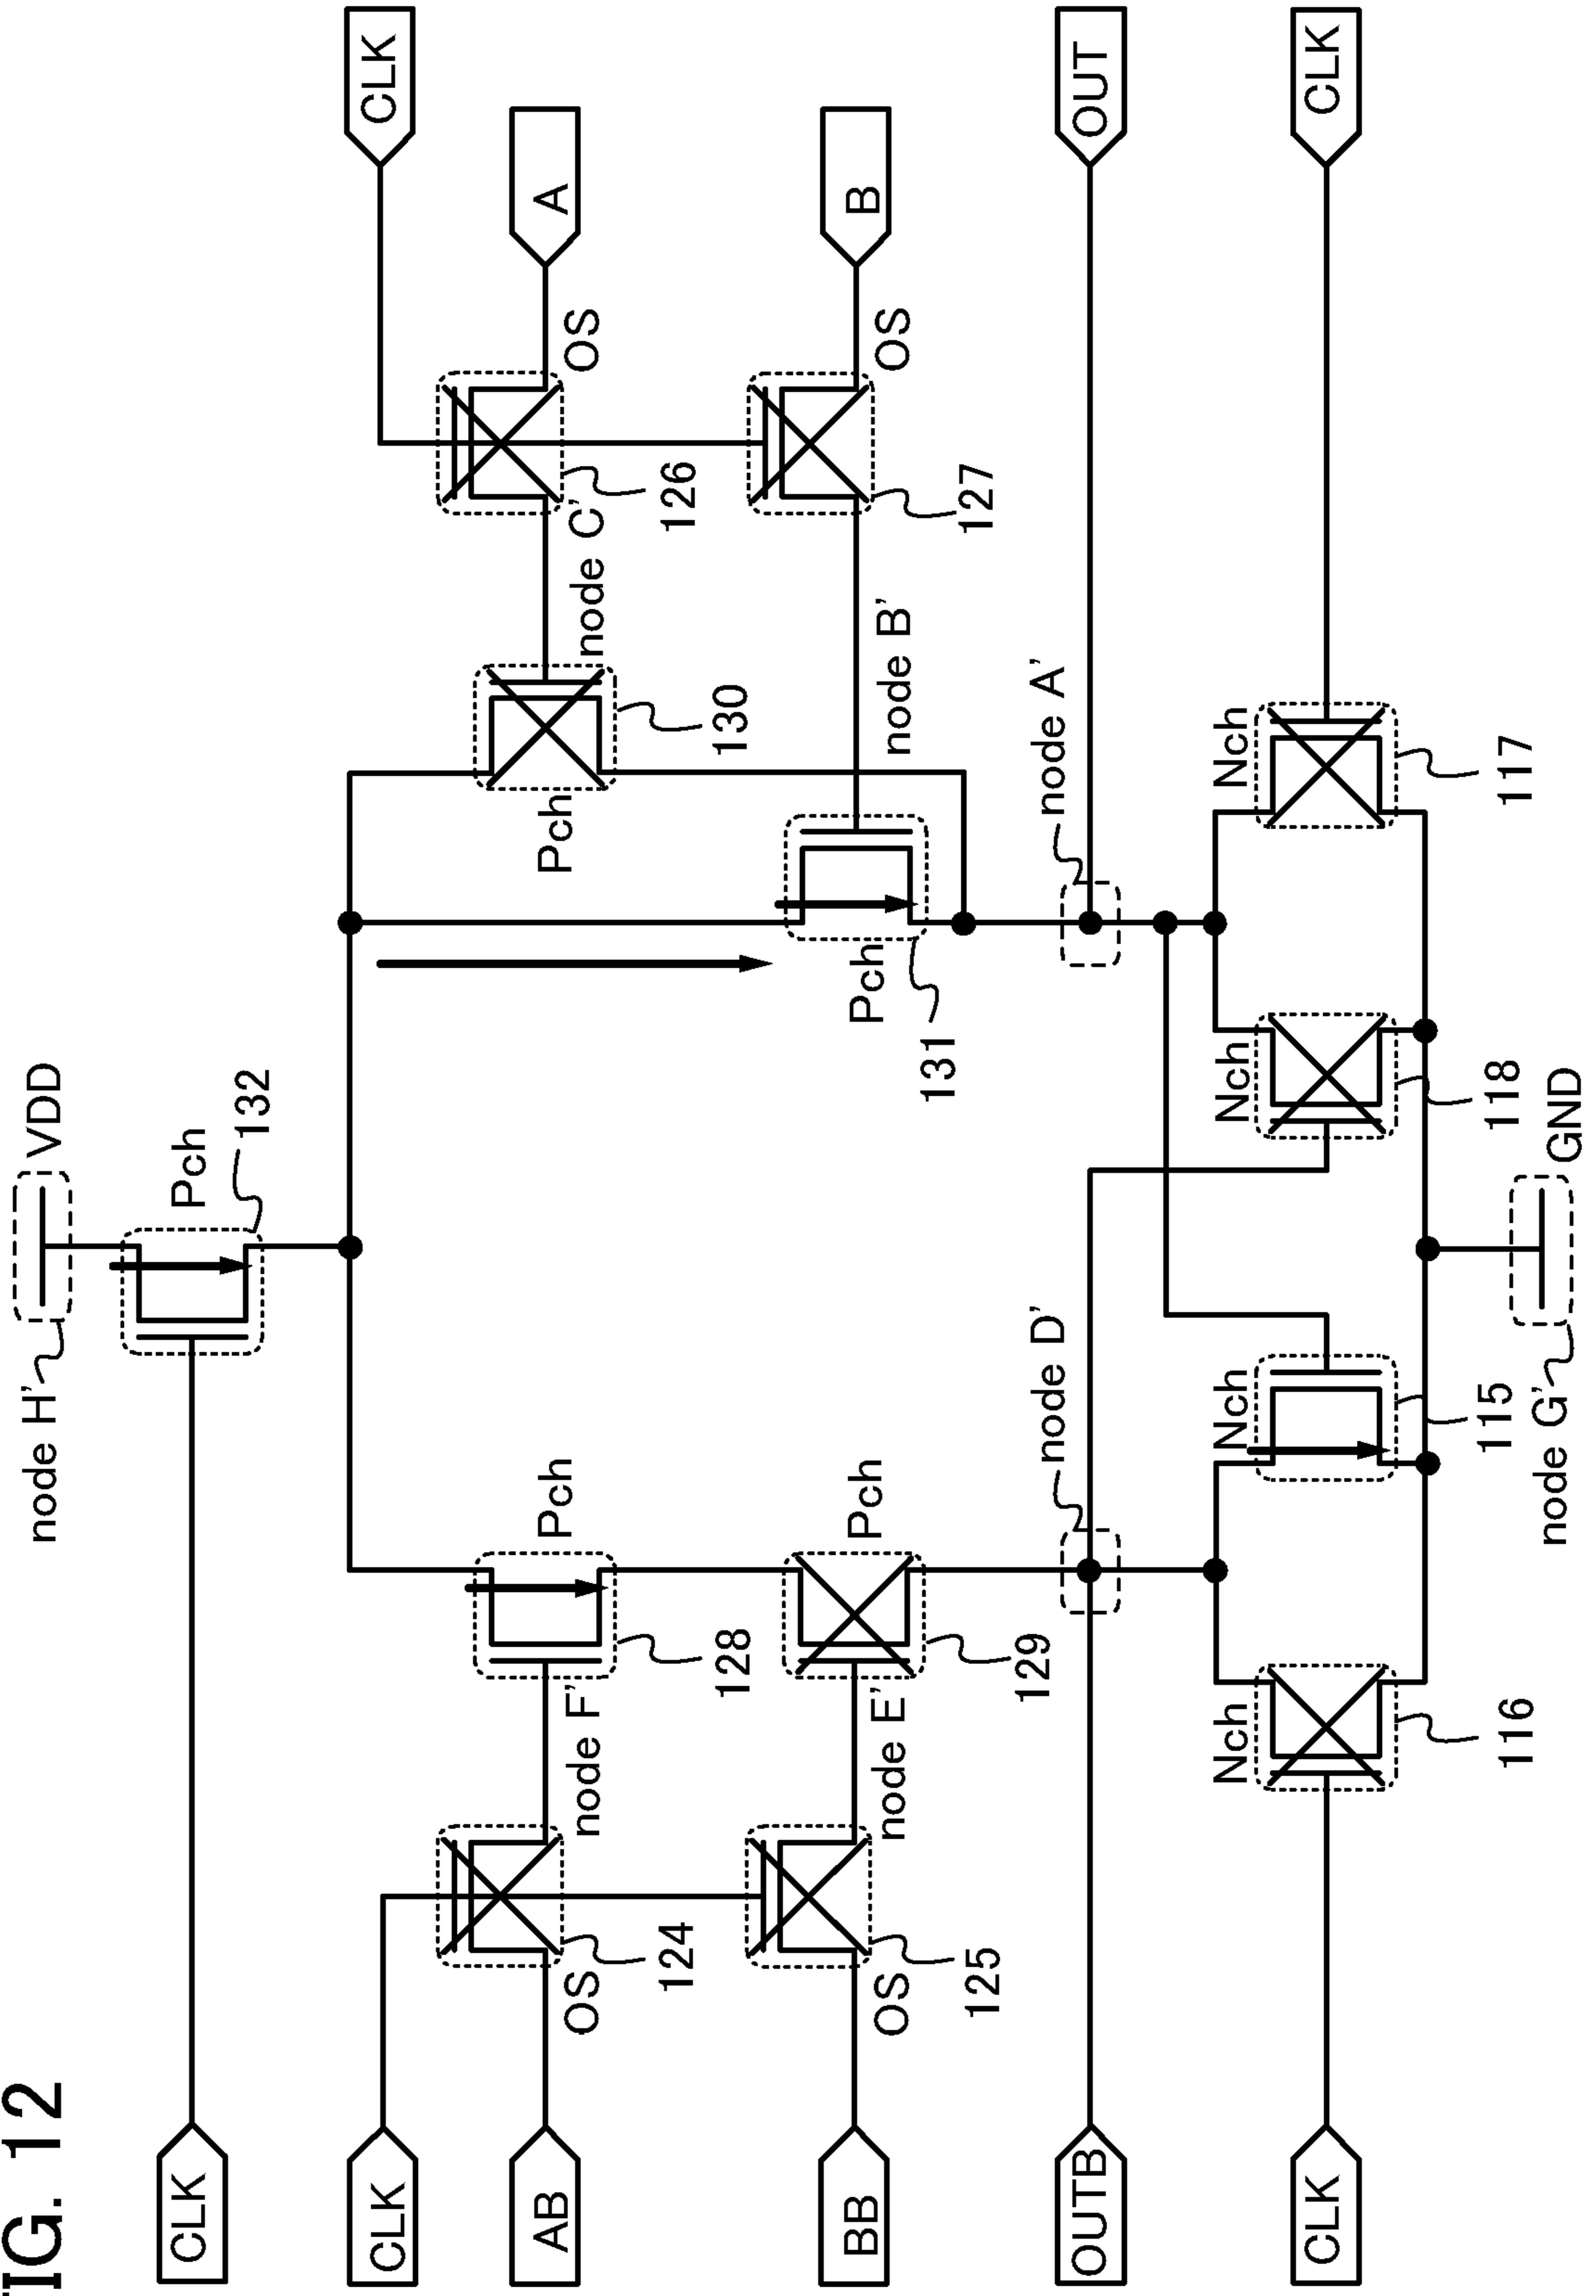 FIG. 12
VDD
node H'
Pch
132
CLK
CLK
CLK
A
AB
OS
124
node F'
Pch
128
Pch
130
node C'
126
OS
B
BB
OS
125
node E'
Pch
129
Pch
131
node B'
127
OS
OUTB
node D'
node A'
OUT
CLK
Nch
116
Nch
115
Nch
118
Nch
117
CLK
node G'
GND